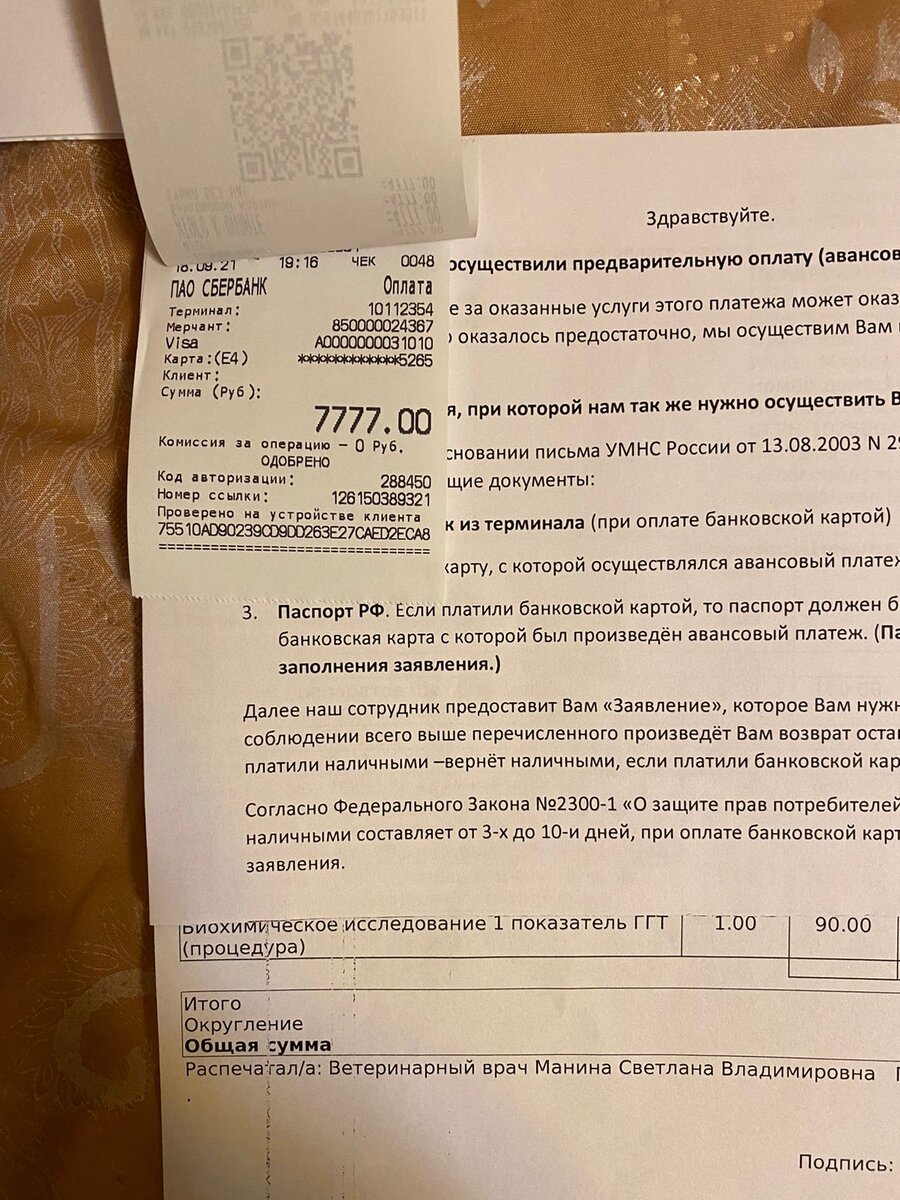 18.09.21 19:16 ЧЕК 0048
ПАО СБЕРБАНК Оплата
Терминал: 10112354
Мерчант: 850000024367
Visa A0000000031010
Карта:(E4) ************5265
Клиент:
Сумма (Руб):
7777.00
Комиссия за операцию – 0 Руб.
ОДОБРЕНО
Код авторизации: 288450
Номер ссылки: 126150389321
Проверено на устройстве клиента
75510AD90239CD9DD263E27CAED2ECA8
================================
Здравствуйте.
осуществили предварительную оплату (авансов
е за оказанные услуги этого платежа может оказ
о оказалось предостаточно, мы осуществим Вам
я, при которой нам так же нужно осуществить В
сновании письма УМНС России от 13.08.2003 N 29
щие документы:
к из терминала (при оплате банковской картой)
карту, с которой осуществлялся авансовый платеж
3. Паспорт РФ. Если платили банковской картой, то паспорт должен б
банковская карта с которой был произведён авансовый платеж. (Па
заполнения заявления.)
Далее наш сотрудник предоставит Вам «Заявление», которое Вам нужн
соблюдении всего выше перечисленного произведёт Вам возврат оста
платили наличными –вернёт наличными, если платили банковской кар
Согласно Федерального Закона №2300-1 «О защите прав потребителей
наличными составляет от 3-х до 10-и дней, при оплате банковской карт
заявления.
Биохимическое исследование 1 показатель ГГТ 1.00 90.00
(процедура)
Итого
Округление
Общая сумма
Распечатал/а: Ветеринарный врач Манина Светлана Владимировна
Подпись: